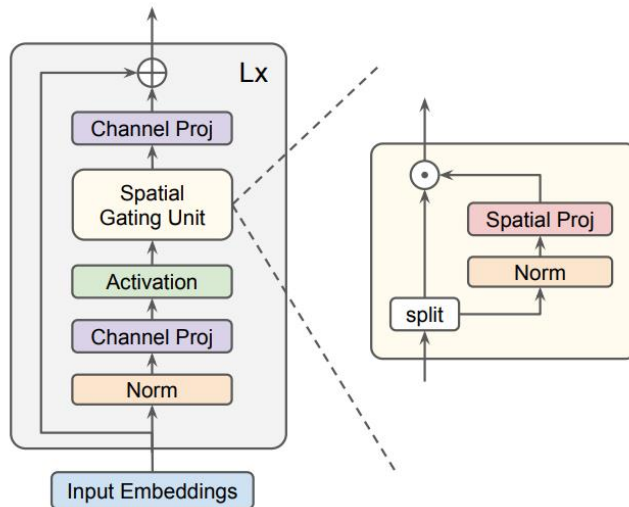 Lx
Channel Proj
Spatial
Gating Unit
Activation
Channel Proj
Norm
Input Embeddings
Spatial Proj
Norm
split